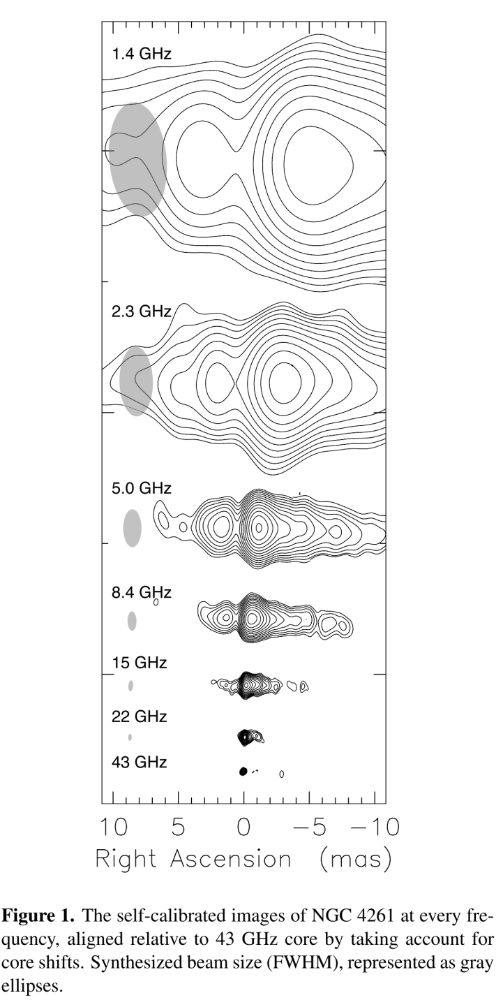 1.4 GHz
2.3 GHz
5.0 GHz
8.4 GHz
15 GHz
22 GHz
43 GHz
10 5 0 −5 −10
Right Ascension (mas)
Figure 1. The self-calibrated images of NGC 4261 at every fre-
quency, aligned relative to 43 GHz core by taking account for
core shifts. Synthesized beam size (FWHM), represented as gray
ellipses.